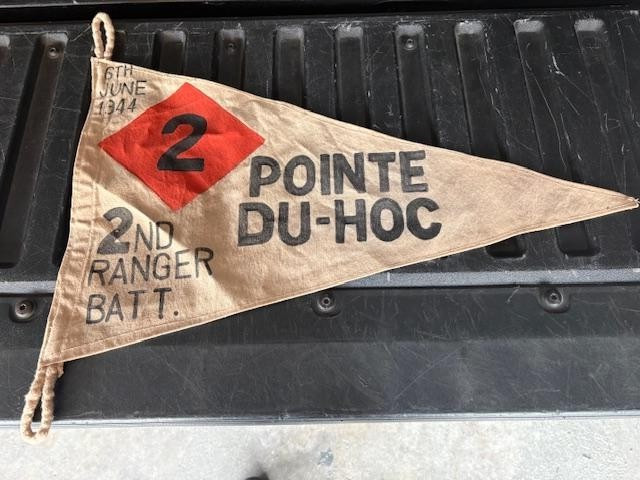 6TH
JUNE
1944
2
POINTE
DU-HOC
2ND
RANGER
BATT.